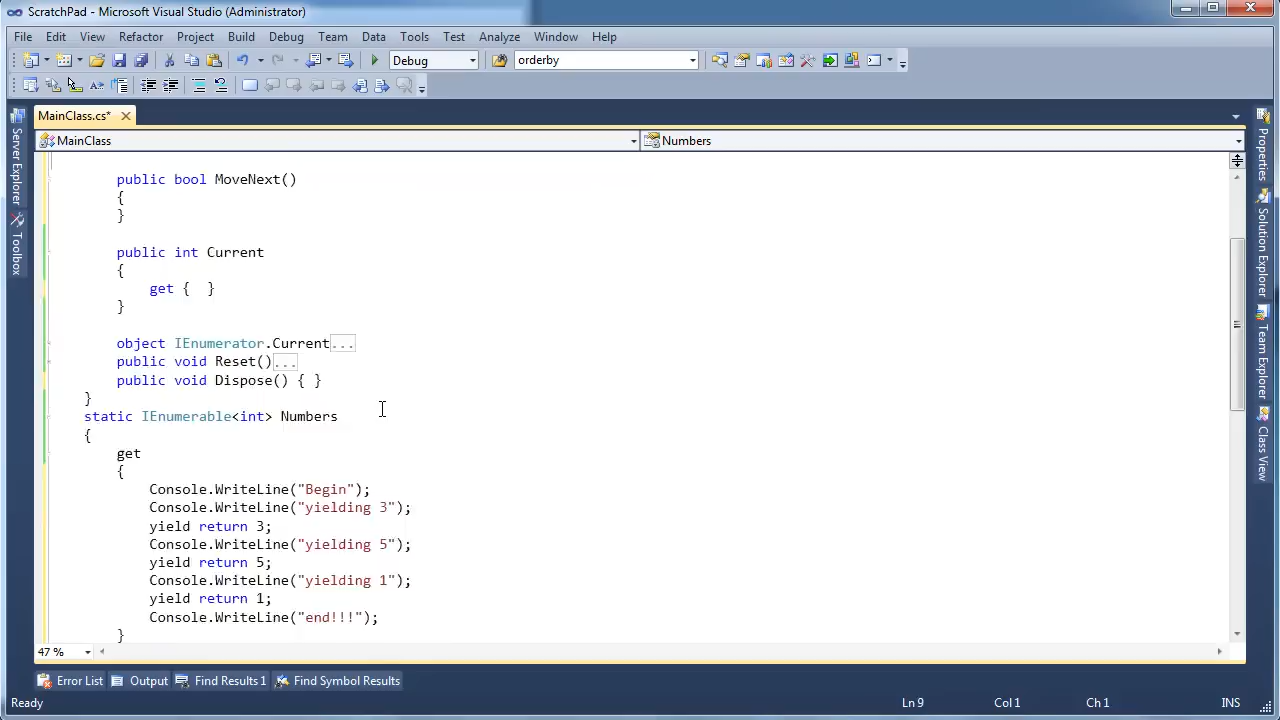 ScratchPad - Microsoft Visual Studio (Administrator)
File Edit View Refactor Project Build Debug Team Data Tools Test Analyze Window Help
Debug orderby
MainClass.cs*
MainClass Numbers
public bool MoveNext()
{
}
public int Current
{
get { }
}
object IEnumerator.Current...
public void Reset()...
public void Dispose() { }
}
static IEnumerable<int> Numbers
{
get
{
Console.WriteLine("Begin");
Console.WriteLine("yielding 3");
yield return 3;
Console.WriteLine("yielding 5");
yield return 5;
Console.WriteLine("yielding 1");
yield return 1;
Console.WriteLine("end!!!");
}
47 %
Error List Output Find Results 1 Find Symbol Results
Ready Ln 9 Col 1 Ch 1 INS
Server Explorer
Toolbox
Properties
Solution Explorer
Team Explorer
Class View